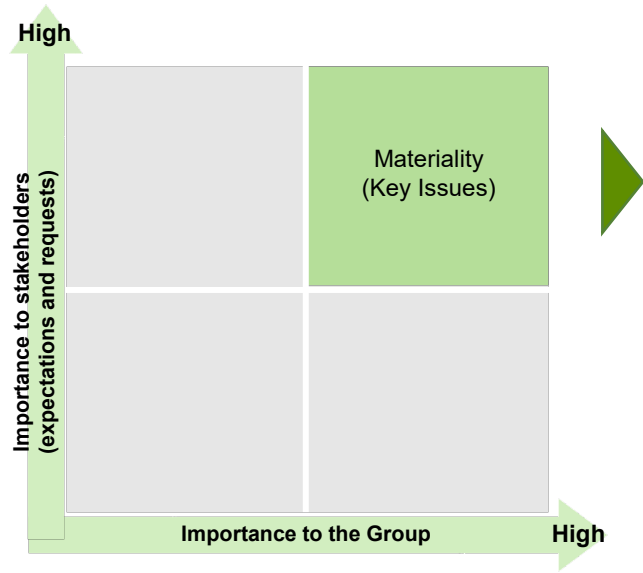 High
Importance to stakeholders
(expectations and requests)
Materiality
(Key Issues)
Importance to the Group
High